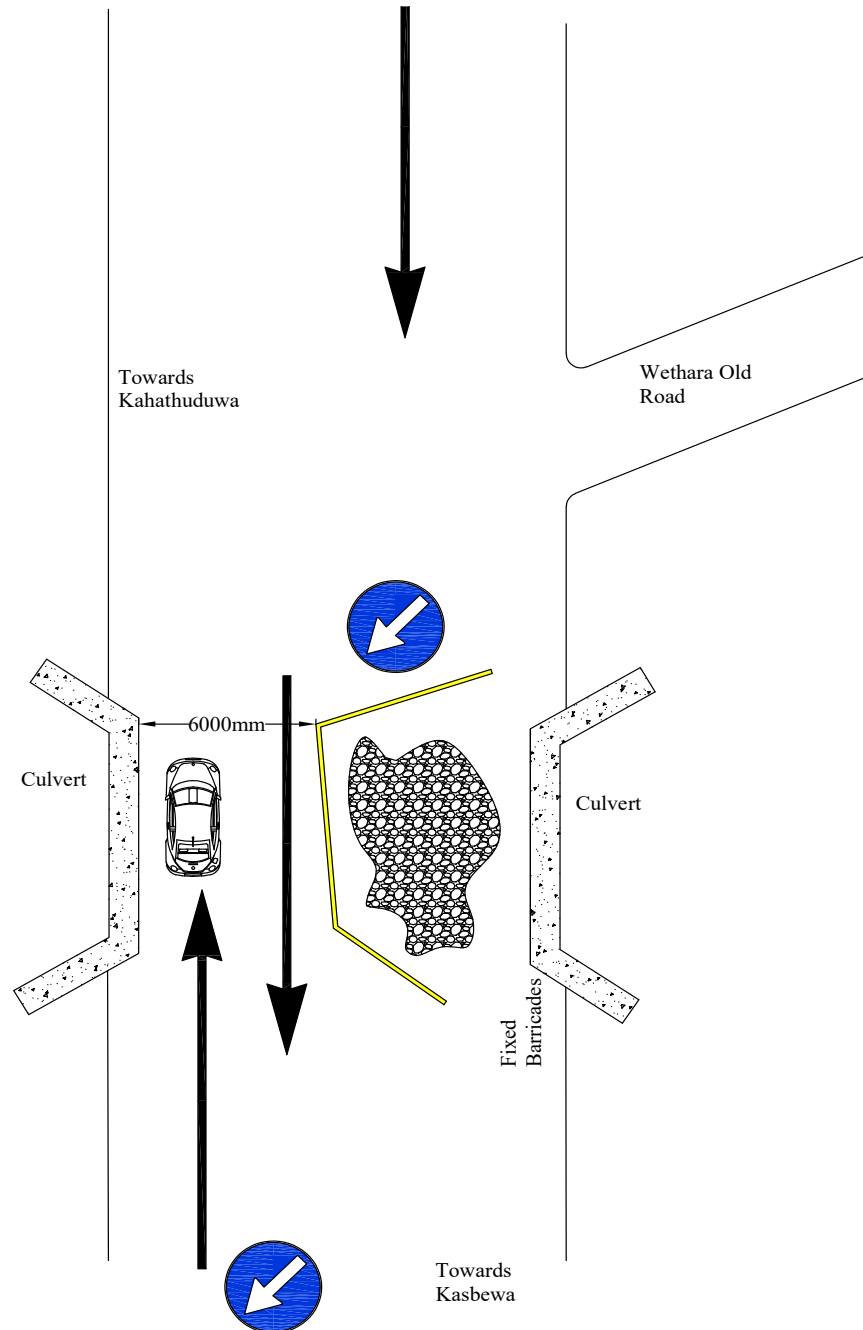 Towards
Kahathuduwa
Wethara Old
Road
6000mm
Culvert
Culvert
Fixed
Barricades
Towards
Kasbewa